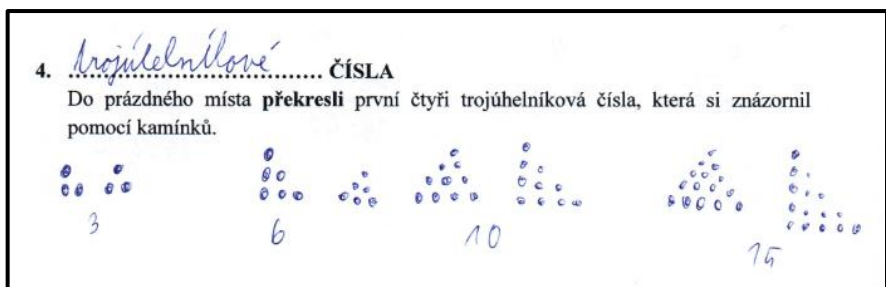 4. trojúhelníkové ČÍSLA
Do prázdného místa překresli první čtyři trojúhelníková čísla, která si znázornil
pomocí kamínků.
3 6 10 15